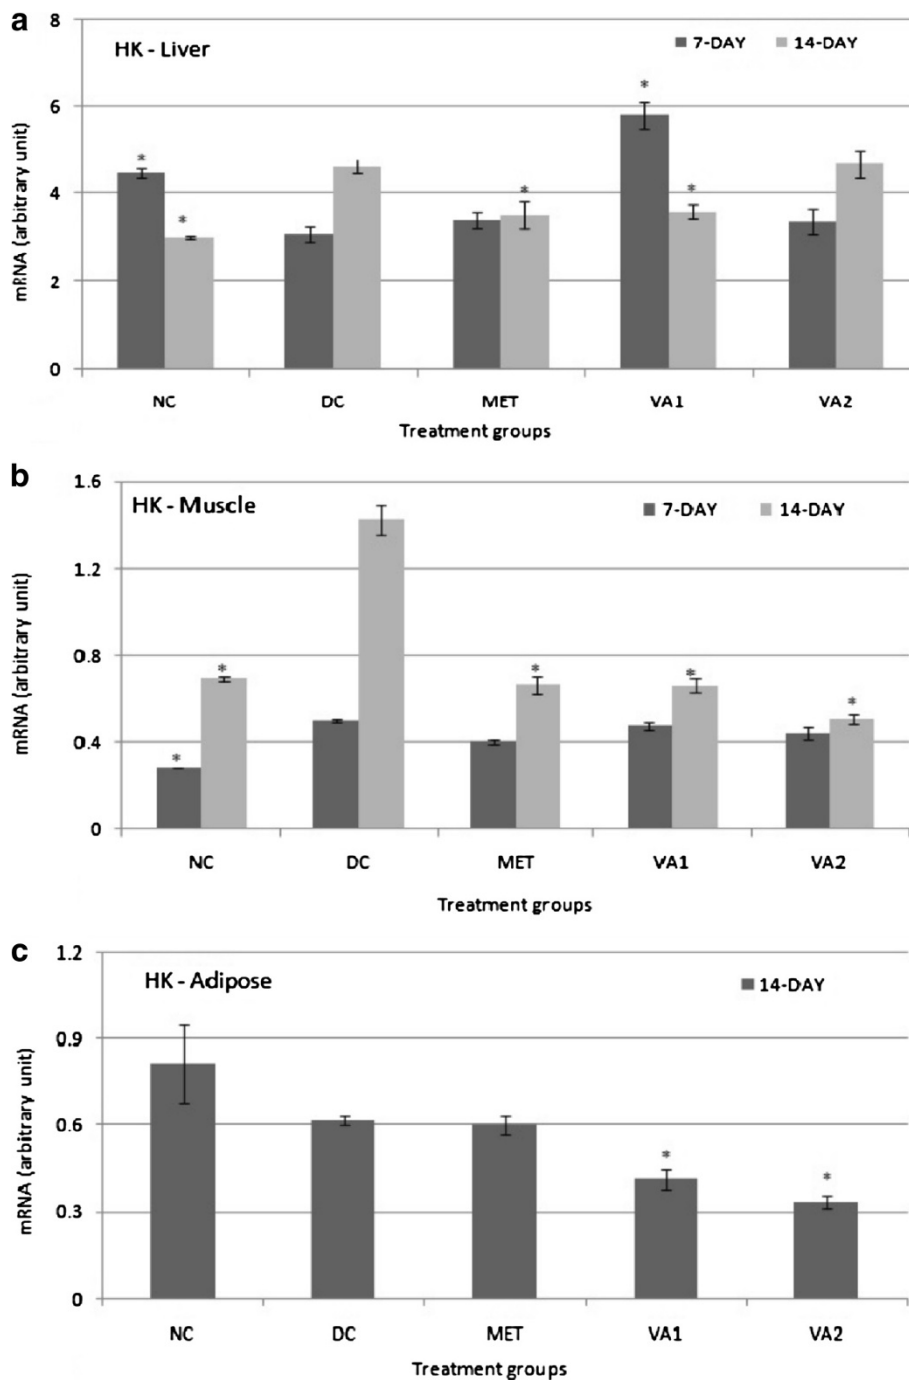 a
8
HK - Liver
7-DAY 14-DAY
*
6
* * *
4
*
mRNA (arbitrary unit)
2
0
NC DC MET VA1 VA2
Treatment groups
b
1.6
HK - Muscle
7-DAY 14-DAY
1.2
mRNA (arbitrary unit)
0.8
* * * *
0.4
*
0
NC DC MET VA1 VA2
Treatment groups
c
1.2
HK - Adipose
14-DAY
0.9
mRNA (arbitrary unit)
0.6
* *
0.3
0
NC DC MET VA1 VA2
Treatment groups